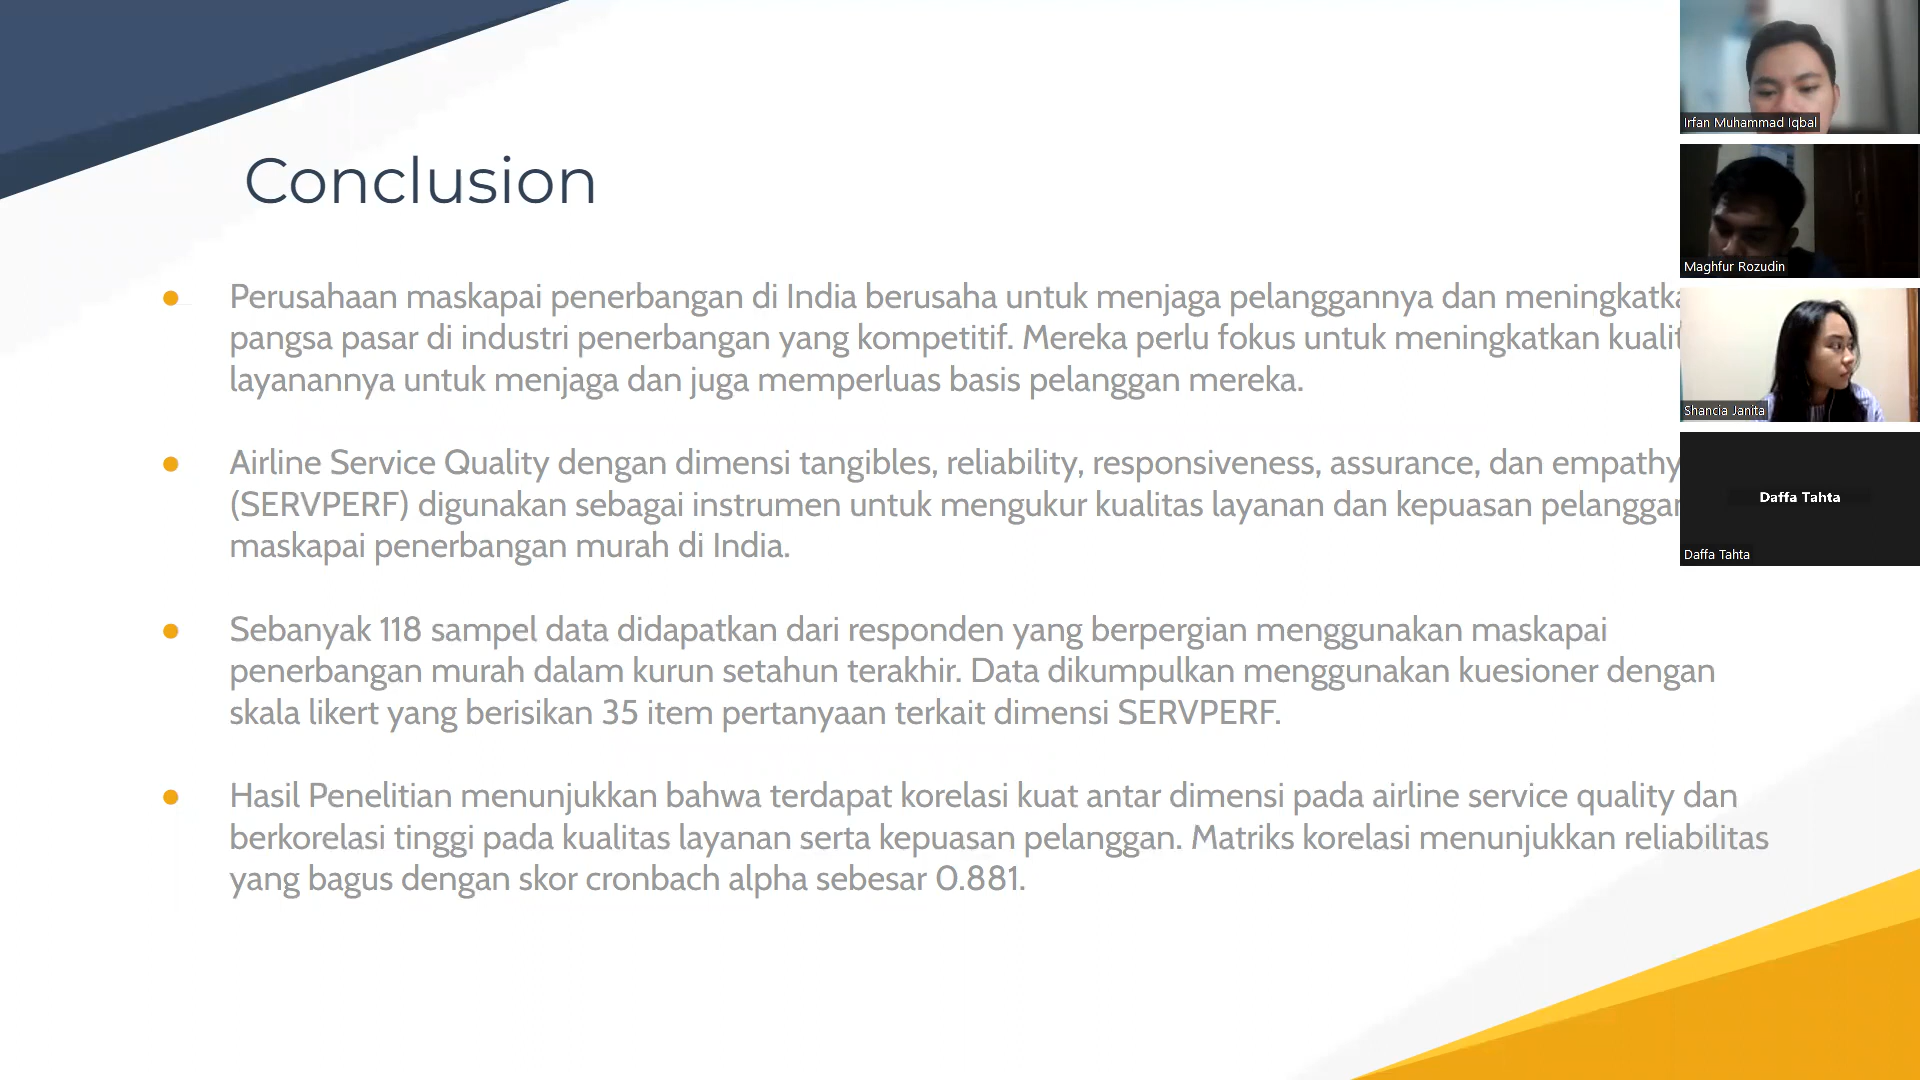 Conclusion
Perusahaan maskapai penerbangan di India berusaha untuk menjaga pelanggannya dan
pangsa pasar di industri penerbangan yang kompetitif. Mereka perlu fokus untuk meningkatkan
layanannya untuk menjaga dan juga memperluas basis pelanggan mereka.
Airline Service Quality dengan dimensi tangibles, reliability, responsiveness, assurance, dan empathy
(SERVPERF) digunakan sebagai instrumen untuk mengukur kualitas layanan dan kepuasan pelanggan
maskapai penerbangan murah di India.
Sebanyak 118 sampel data didapatkan dari responden yang berpergian menggunakan maskapai
penerbangan murah dalam kurun setahun terakhir. Data dikumpulkan menggunakan kuesioner dengan
skala likert yang berisikan 35 item pertanyaan terkait dimensi SERVPERF.
Hasil Penelitian menunjukkan bahwa terdapat korelasi kuat antar dimensi pada airline service quality dan
berkorelasi tinggi pada kualitas layanan serta kepuasan pelanggan. Matriks korelasi menunjukkan reliabilitas
yang bagus dengan skor cronbach alpha sebesar 0.881.
Irfan Muhammad Iqbal
Maghfur Rozudin
Shancia Janita
Daffa Tahta
Daffa Tahta